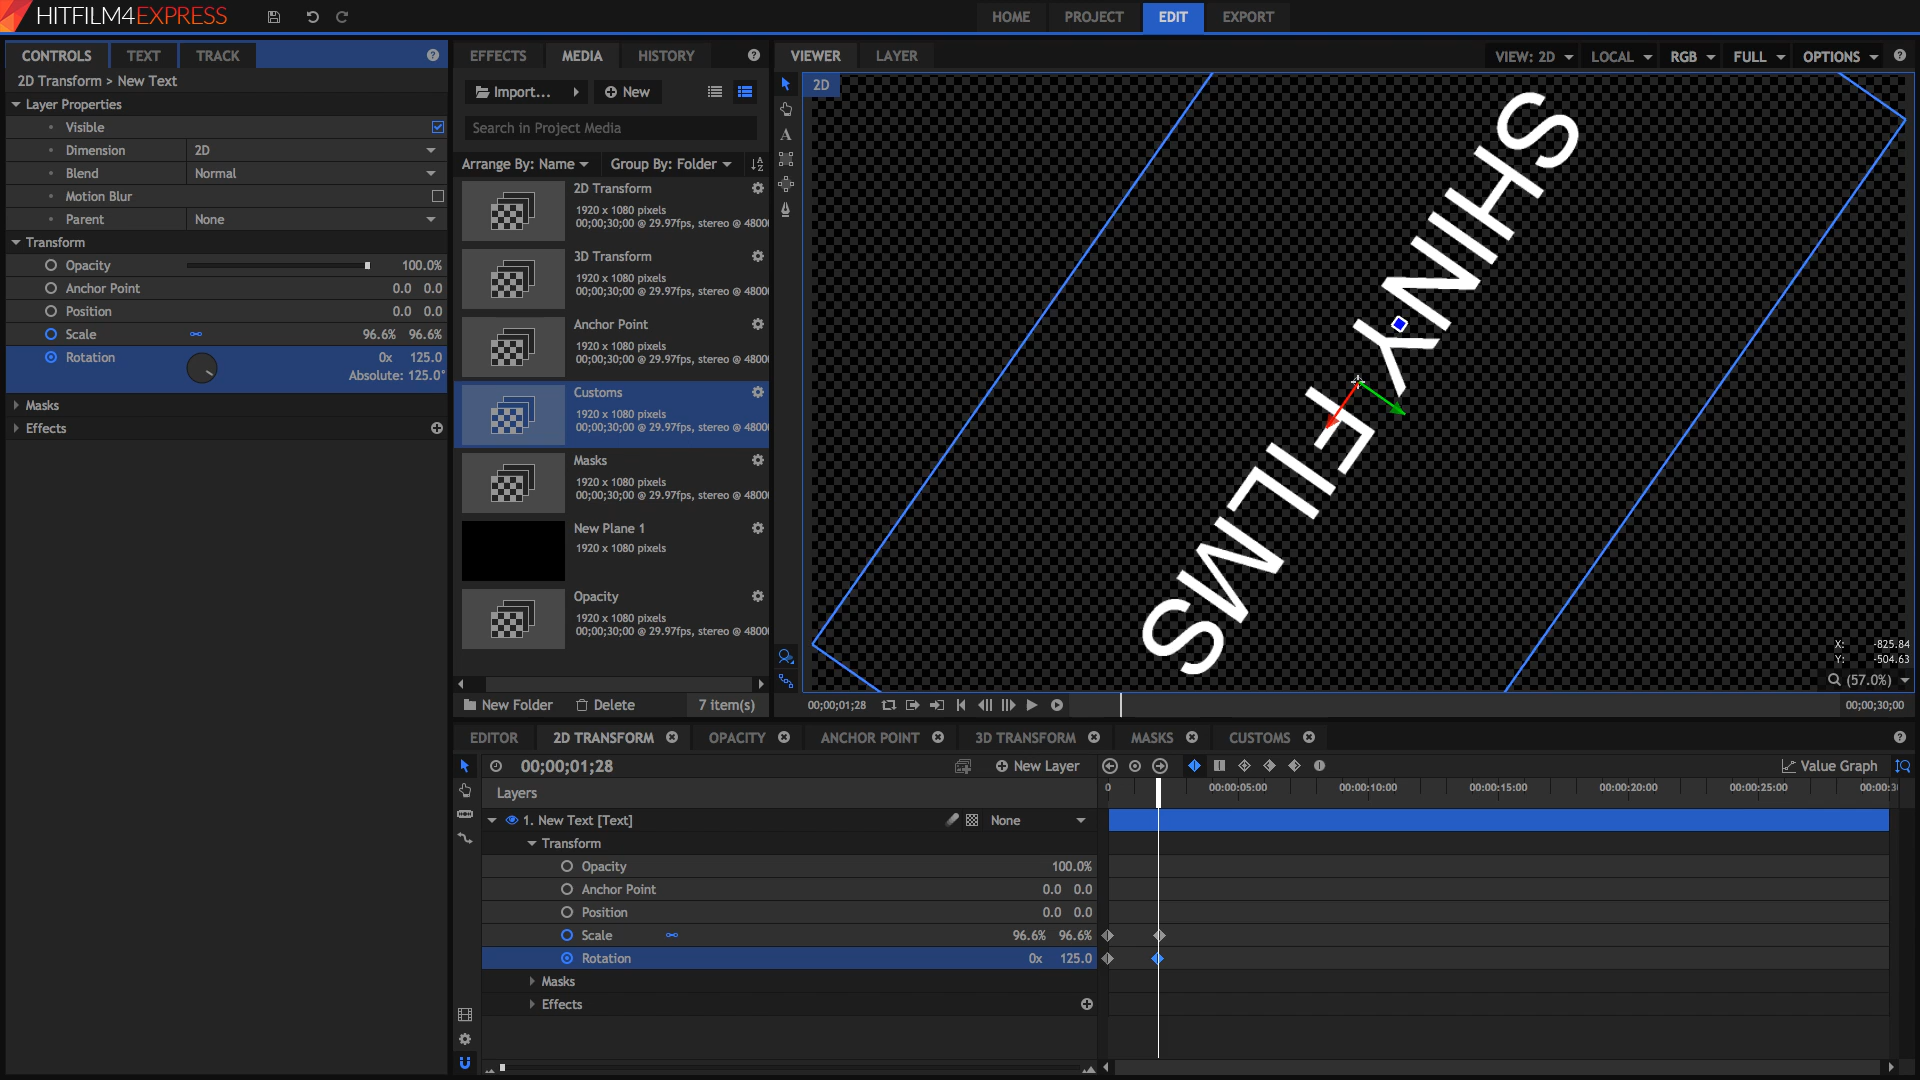 HITFILM4EXPRESS
HOME
PROJECT
EDIT
EXPORT
CONTROLS
TEXT
TRACK
2D Transform > New Text
Layer Properties
Visible
Dimension 2D
Blend Normal
Motion Blur
Parent None
Transform
Opacity 100.0%
Anchor Point 0.0 0.0
Position 0.0 0.0
Scale 96.6% 96.6%
Rotation 0x 125.0
Absolute: 125.0°
Masks
Effects
EFFECTS
MEDIA
HISTORY
Import...
New
Search in Project Media
Arrange By: Name
Group By: Folder
2D Transform
1920 x 1080 pixels
00;00;30;00 @ 29.97fps, stereo @ 4800
3D Transform
1920 x 1080 pixels
00;00;30;00 @ 29.97fps, stereo @ 4800
Anchor Point
1920 x 1080 pixels
00;00;30;00 @ 29.97fps, stereo @ 4800
Customs
1920 x 1080 pixels
00;00;30;00 @ 29.97fps, stereo @ 4800
Masks
1920 x 1080 pixels
00;00;30;00 @ 29.97fps, stereo @ 4800
New Plane 1
1920 x 1080 pixels
Opacity
1920 x 1080 pixels
00;00;30;00 @ 29.97fps, stereo @ 4800
New Folder
Delete
7 item(s)
VIEWER
LAYER
VIEW: 2D
LOCAL
RGB
FULL
OPTIONS
2D
SHINY FILMS
X: -825.84
Y: -504.63
(57.0%)
00;00;01;28
00;00;30;00
EDITOR
2D TRANSFORM
OPACITY
ANCHOR POINT
3D TRANSFORM
MASKS
CUSTOMS
00;00;01;28
New Layer
Value Graph
Layers
0
00:00:05:00
00:00:10:00
00:00:15:00
00:00:20:00
00:00:25:00
00:00:3
1. New Text [Text]
None
Transform
Opacity 100.0%
Anchor Point 0.0 0.0
Position 0.0 0.0
Scale 96.6% 96.6%
Rotation 0x 125.0
Masks
Effects